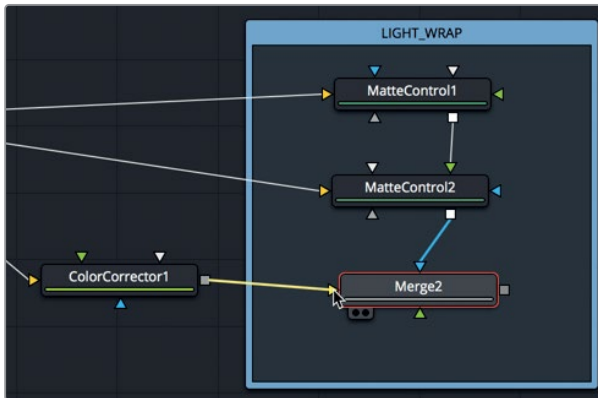 LIGHT_WRAP
MatteControl1
MatteControl2
ColorCorrector1
Merge2